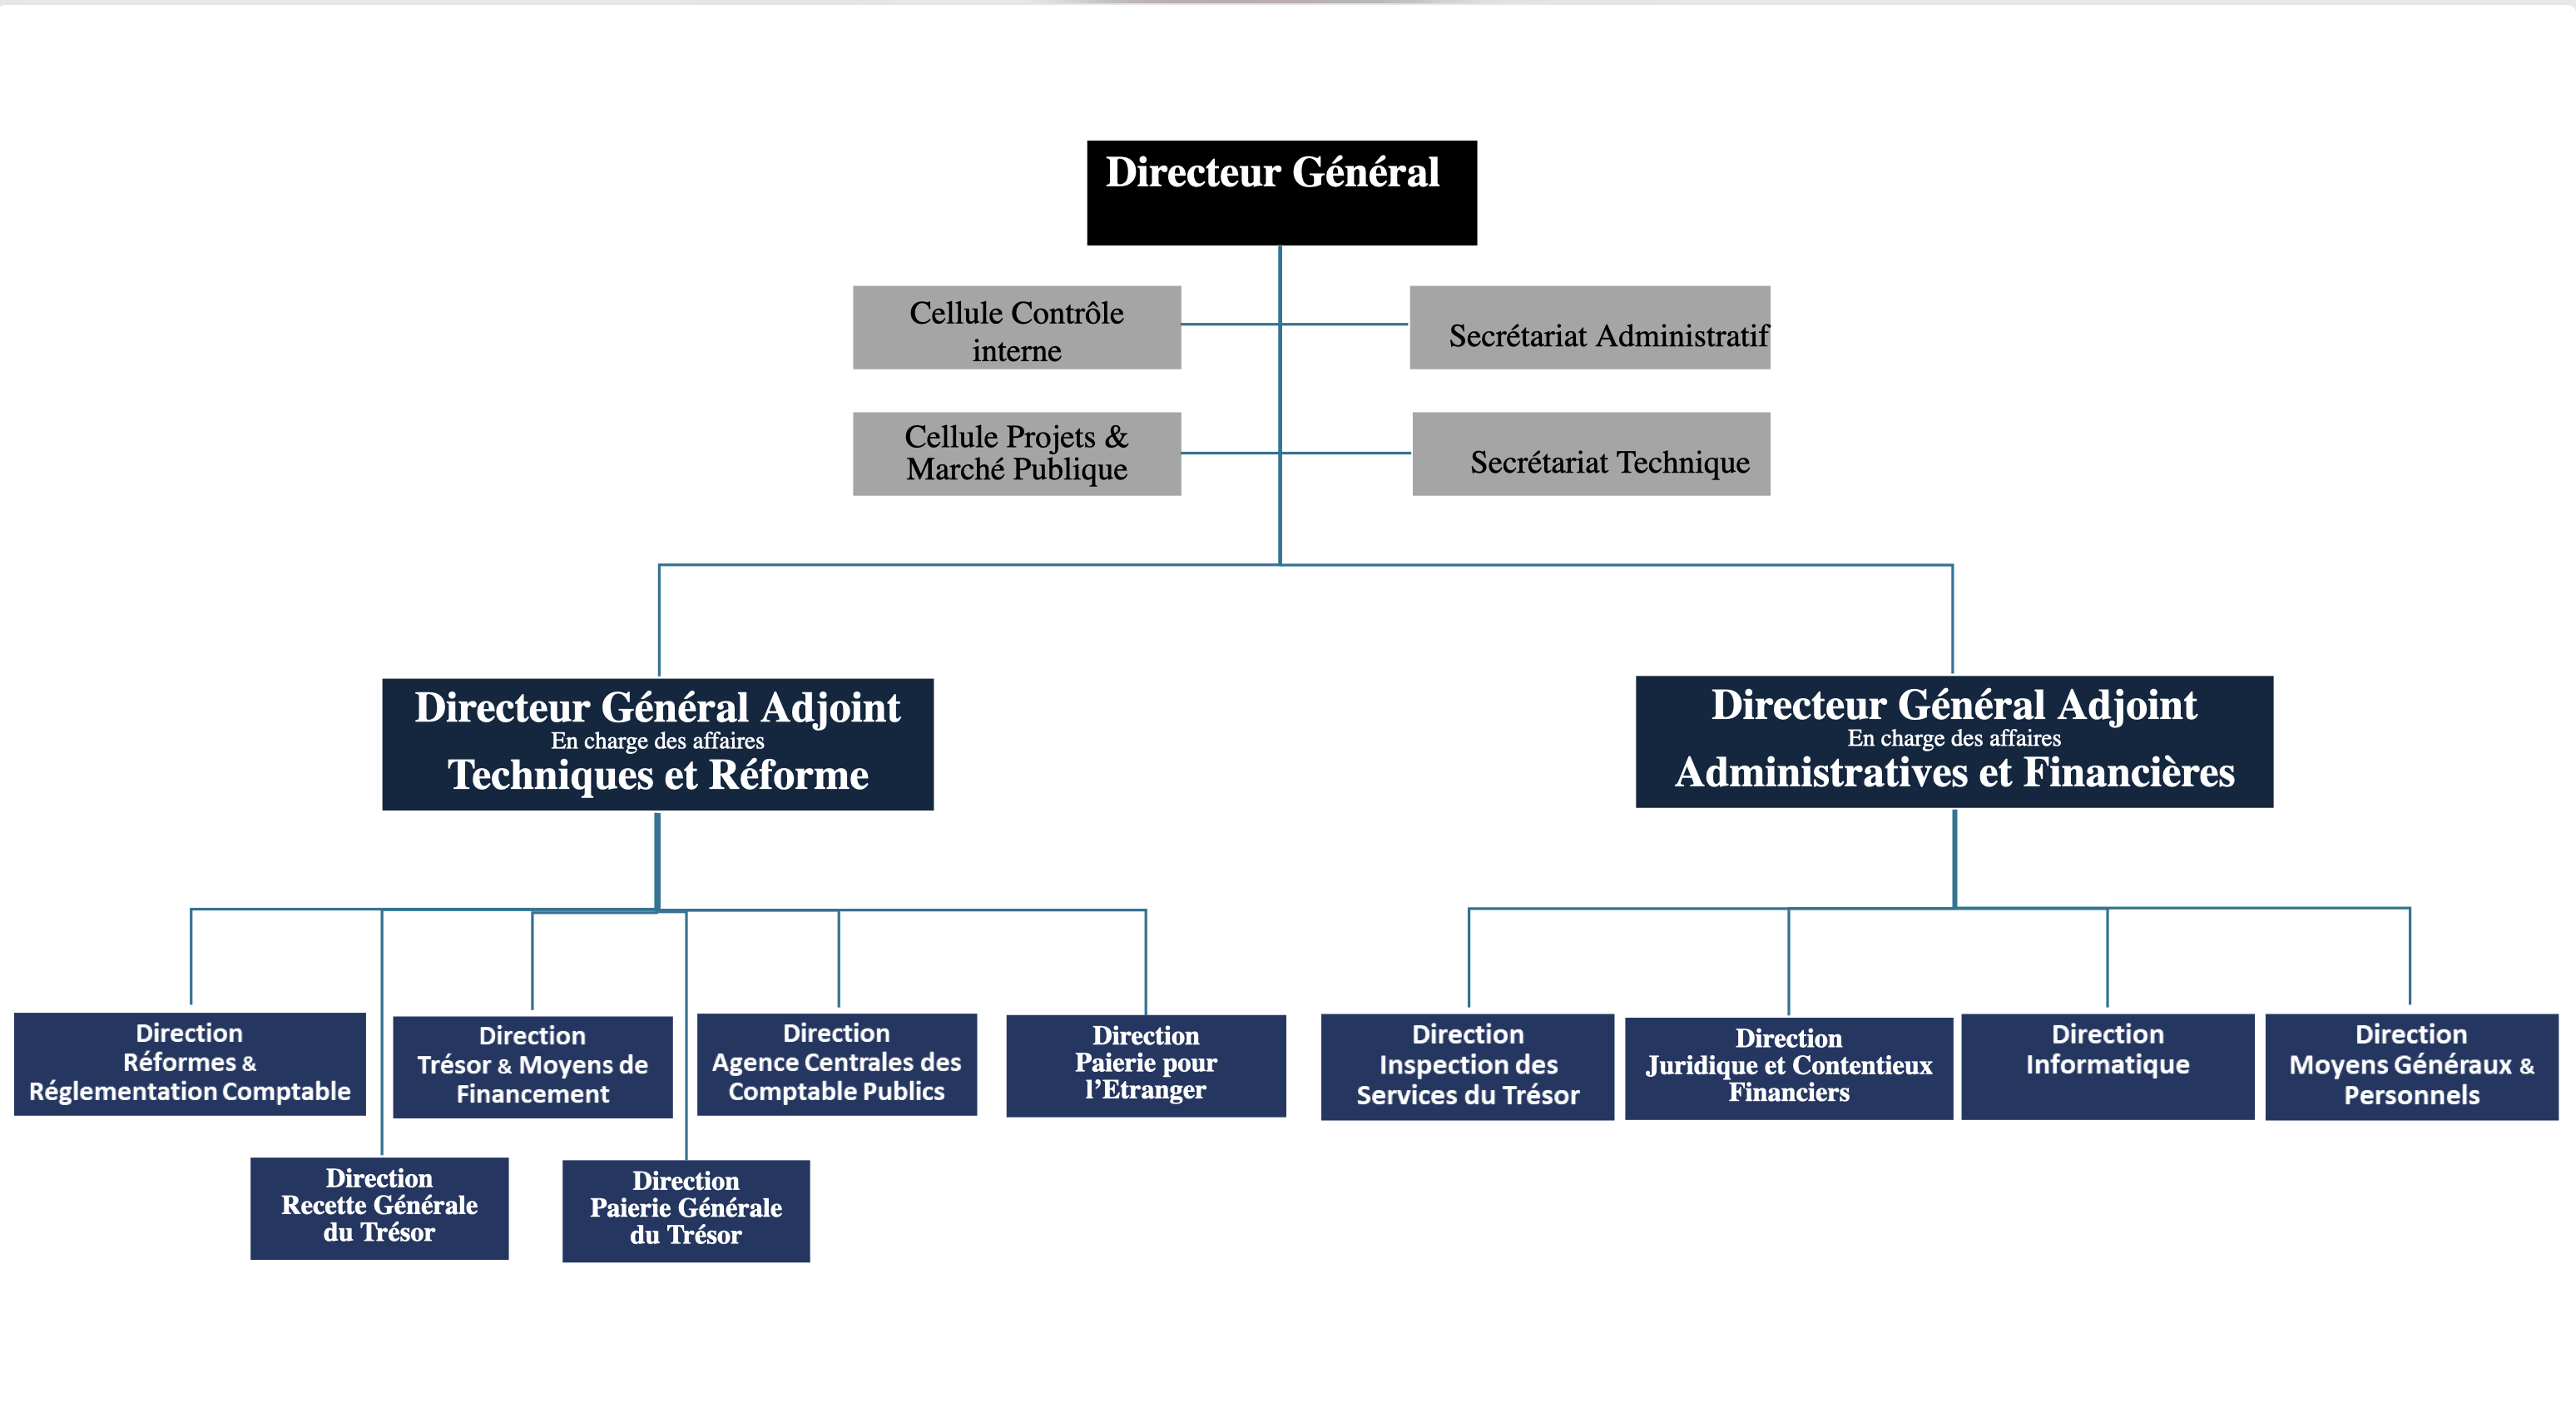 Directeur Général
Cellule Contrôle
interne
Secrétariat Administratif
Cellule Projets &
Marché Publique
Secrétariat Technique
Directeur Général Adjoint
En charge des affaires
Techniques et Réforme
Directeur Général Adjoint
En charge des affaires
Administratives et Financières
Direction
Réformes &
Réglementation Comptable
Direction
Trésor & Moyens de
Financement
Direction
Agence Centrales des
Comptable Publics
Direction
Paierie pour
l’Etranger
Direction
Inspection des
Services du Trésor
Direction
Juridique et Contentieux
Financiers
Direction
Informatique
Direction
Moyens Généraux &
Personnels
Direction
Recette Générale
du Trésor
Direction
Paierie Générale
du Trésor